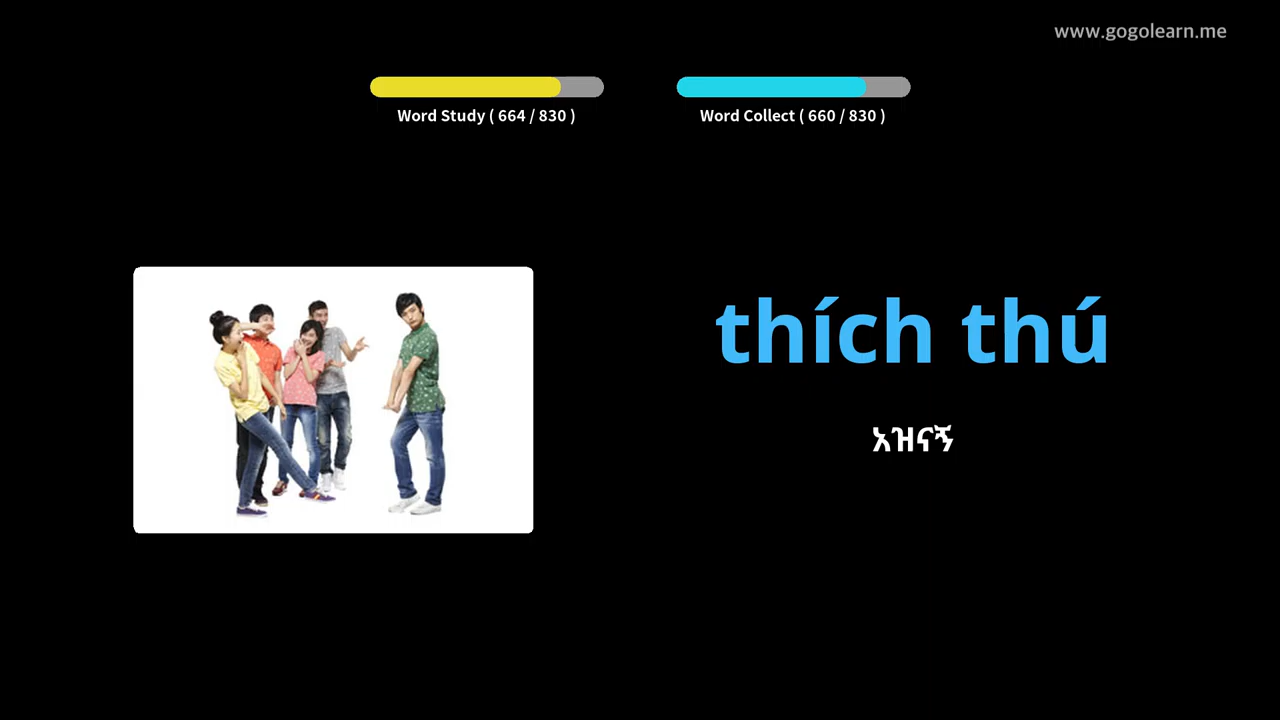 www.gogolearn.me
Word Study ( 664 / 830 )
Word Collect ( 660 / 830 )
thích thú
አዝናኝ